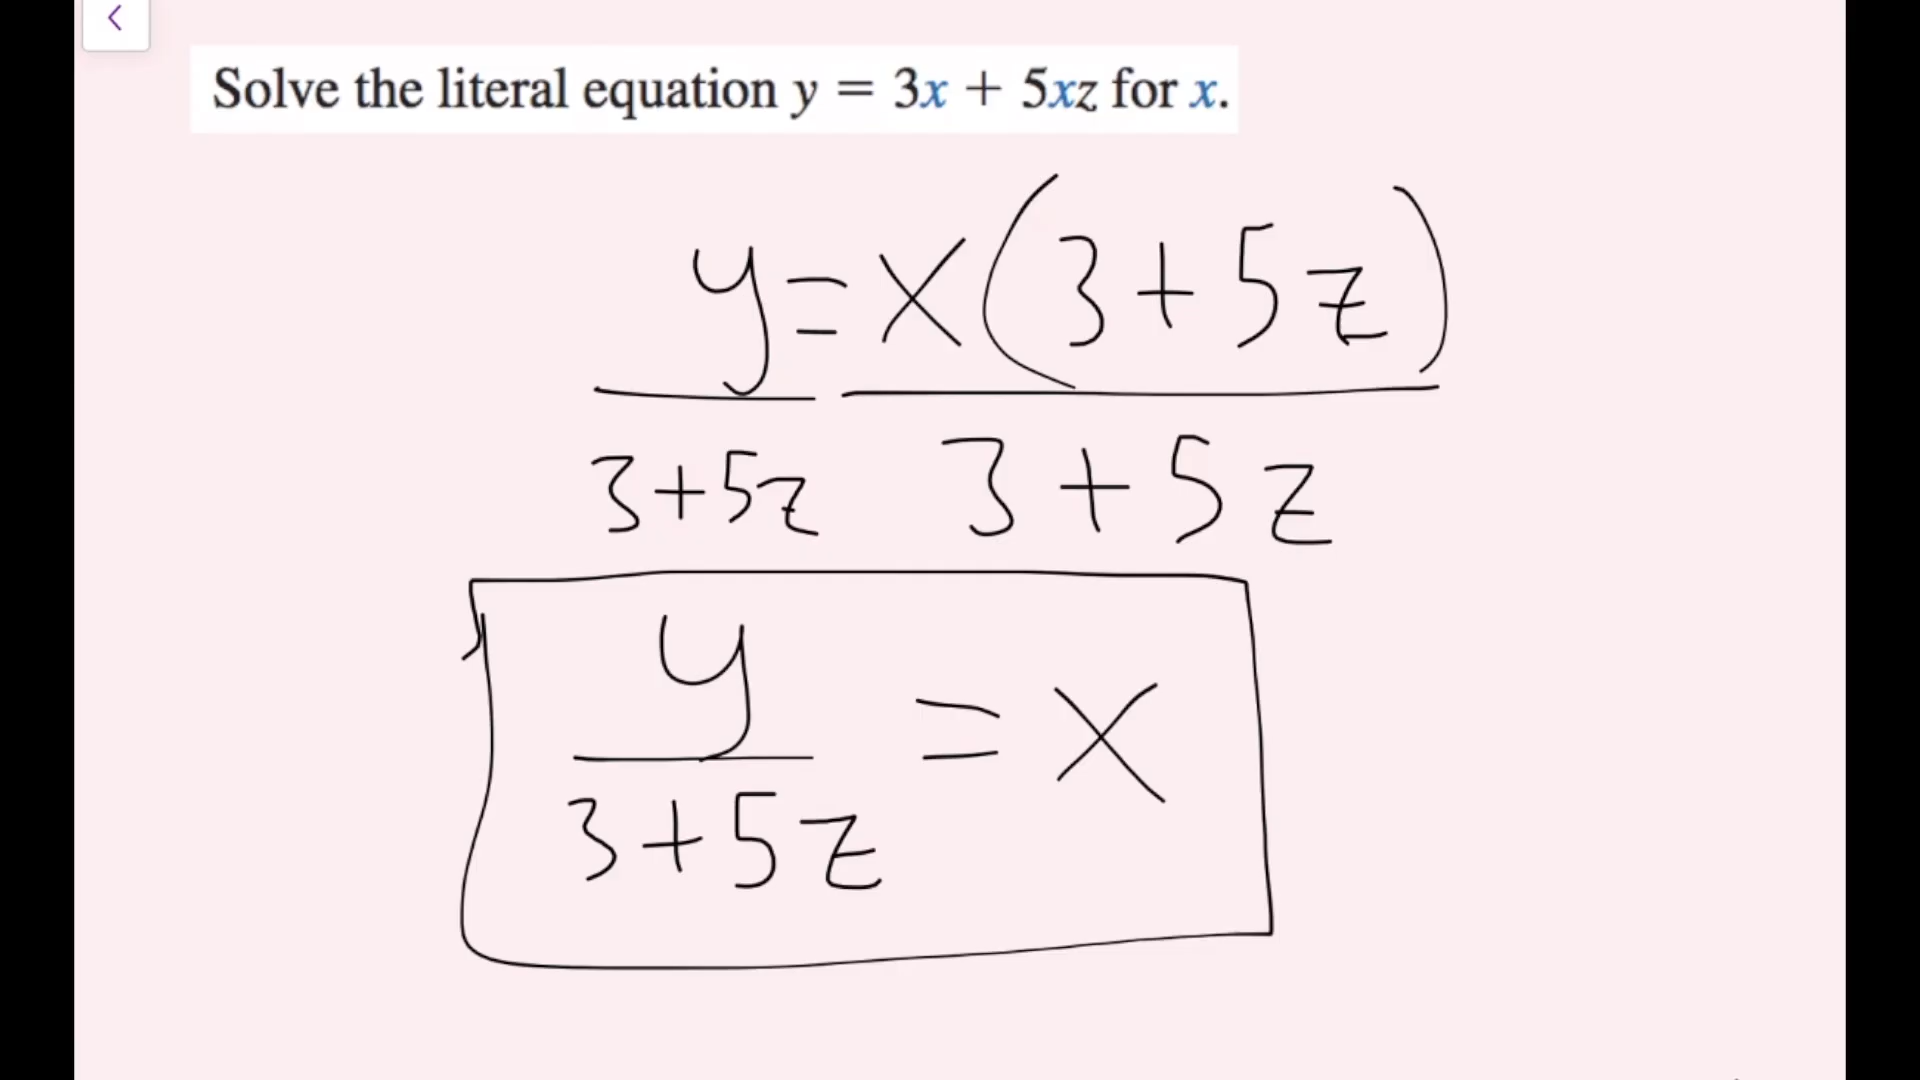 Solve the literal equation y = 3x + 5xz for x.
y = x(3+5z)
3+5z 3+5z
y
3+5z = x